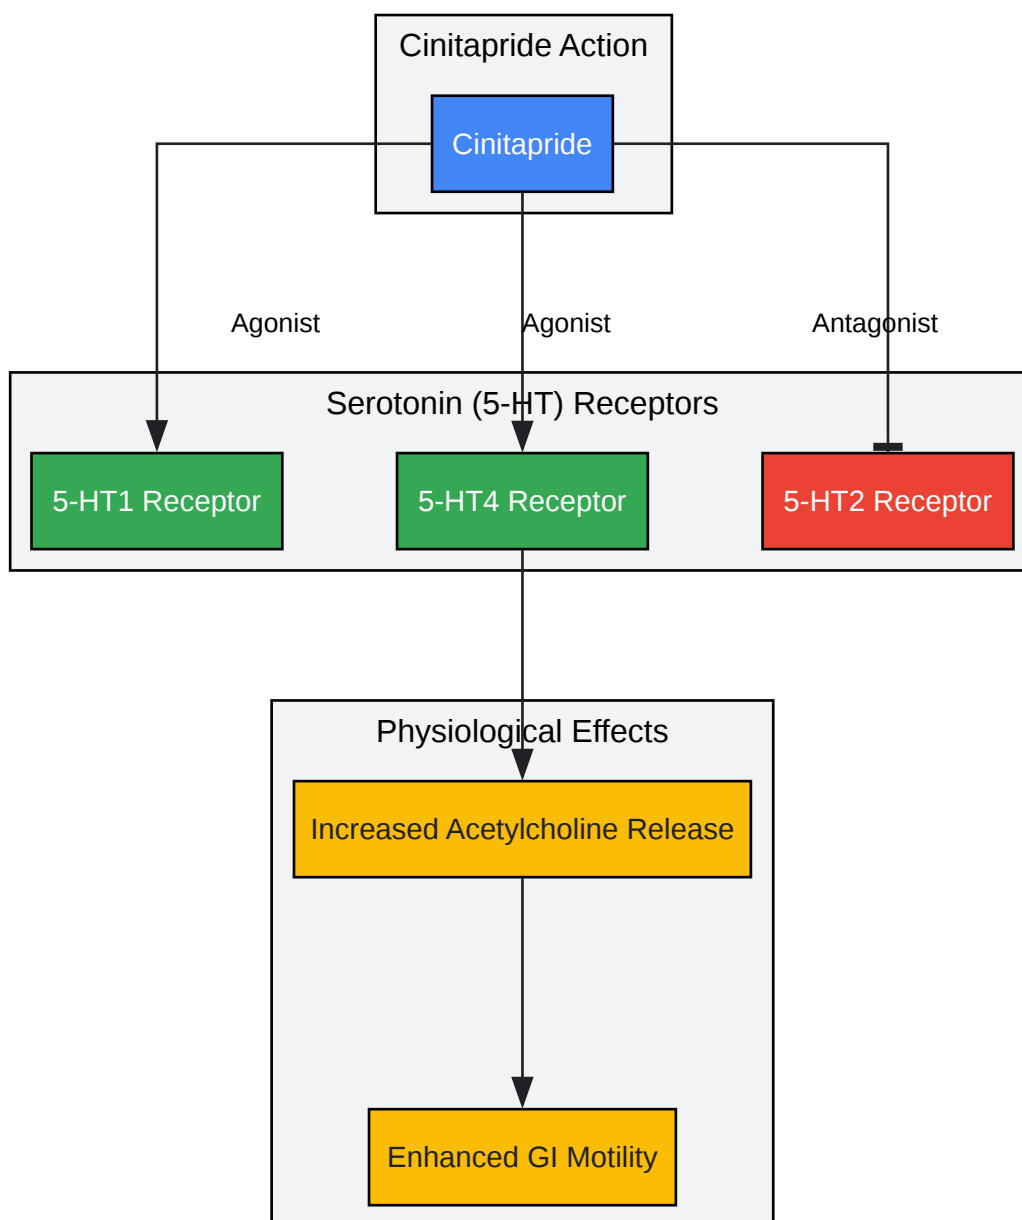 Cinitapride Action
Cinitapride
Agonist
Agonist
Antagonist
Serotonin (5-HT) Receptors
5-HT1 Receptor
5-HT4 Receptor
5-HT2 Receptor
Physiological Effects
Increased Acetylcholine Release
Enhanced GI Motility